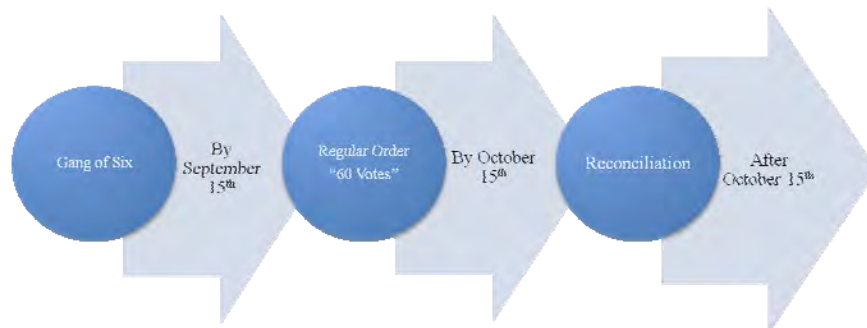 Gang of Six
By
September
15th
Regular Order
“60 Votes”
By October
15th
Reconciliation
After
October 15th